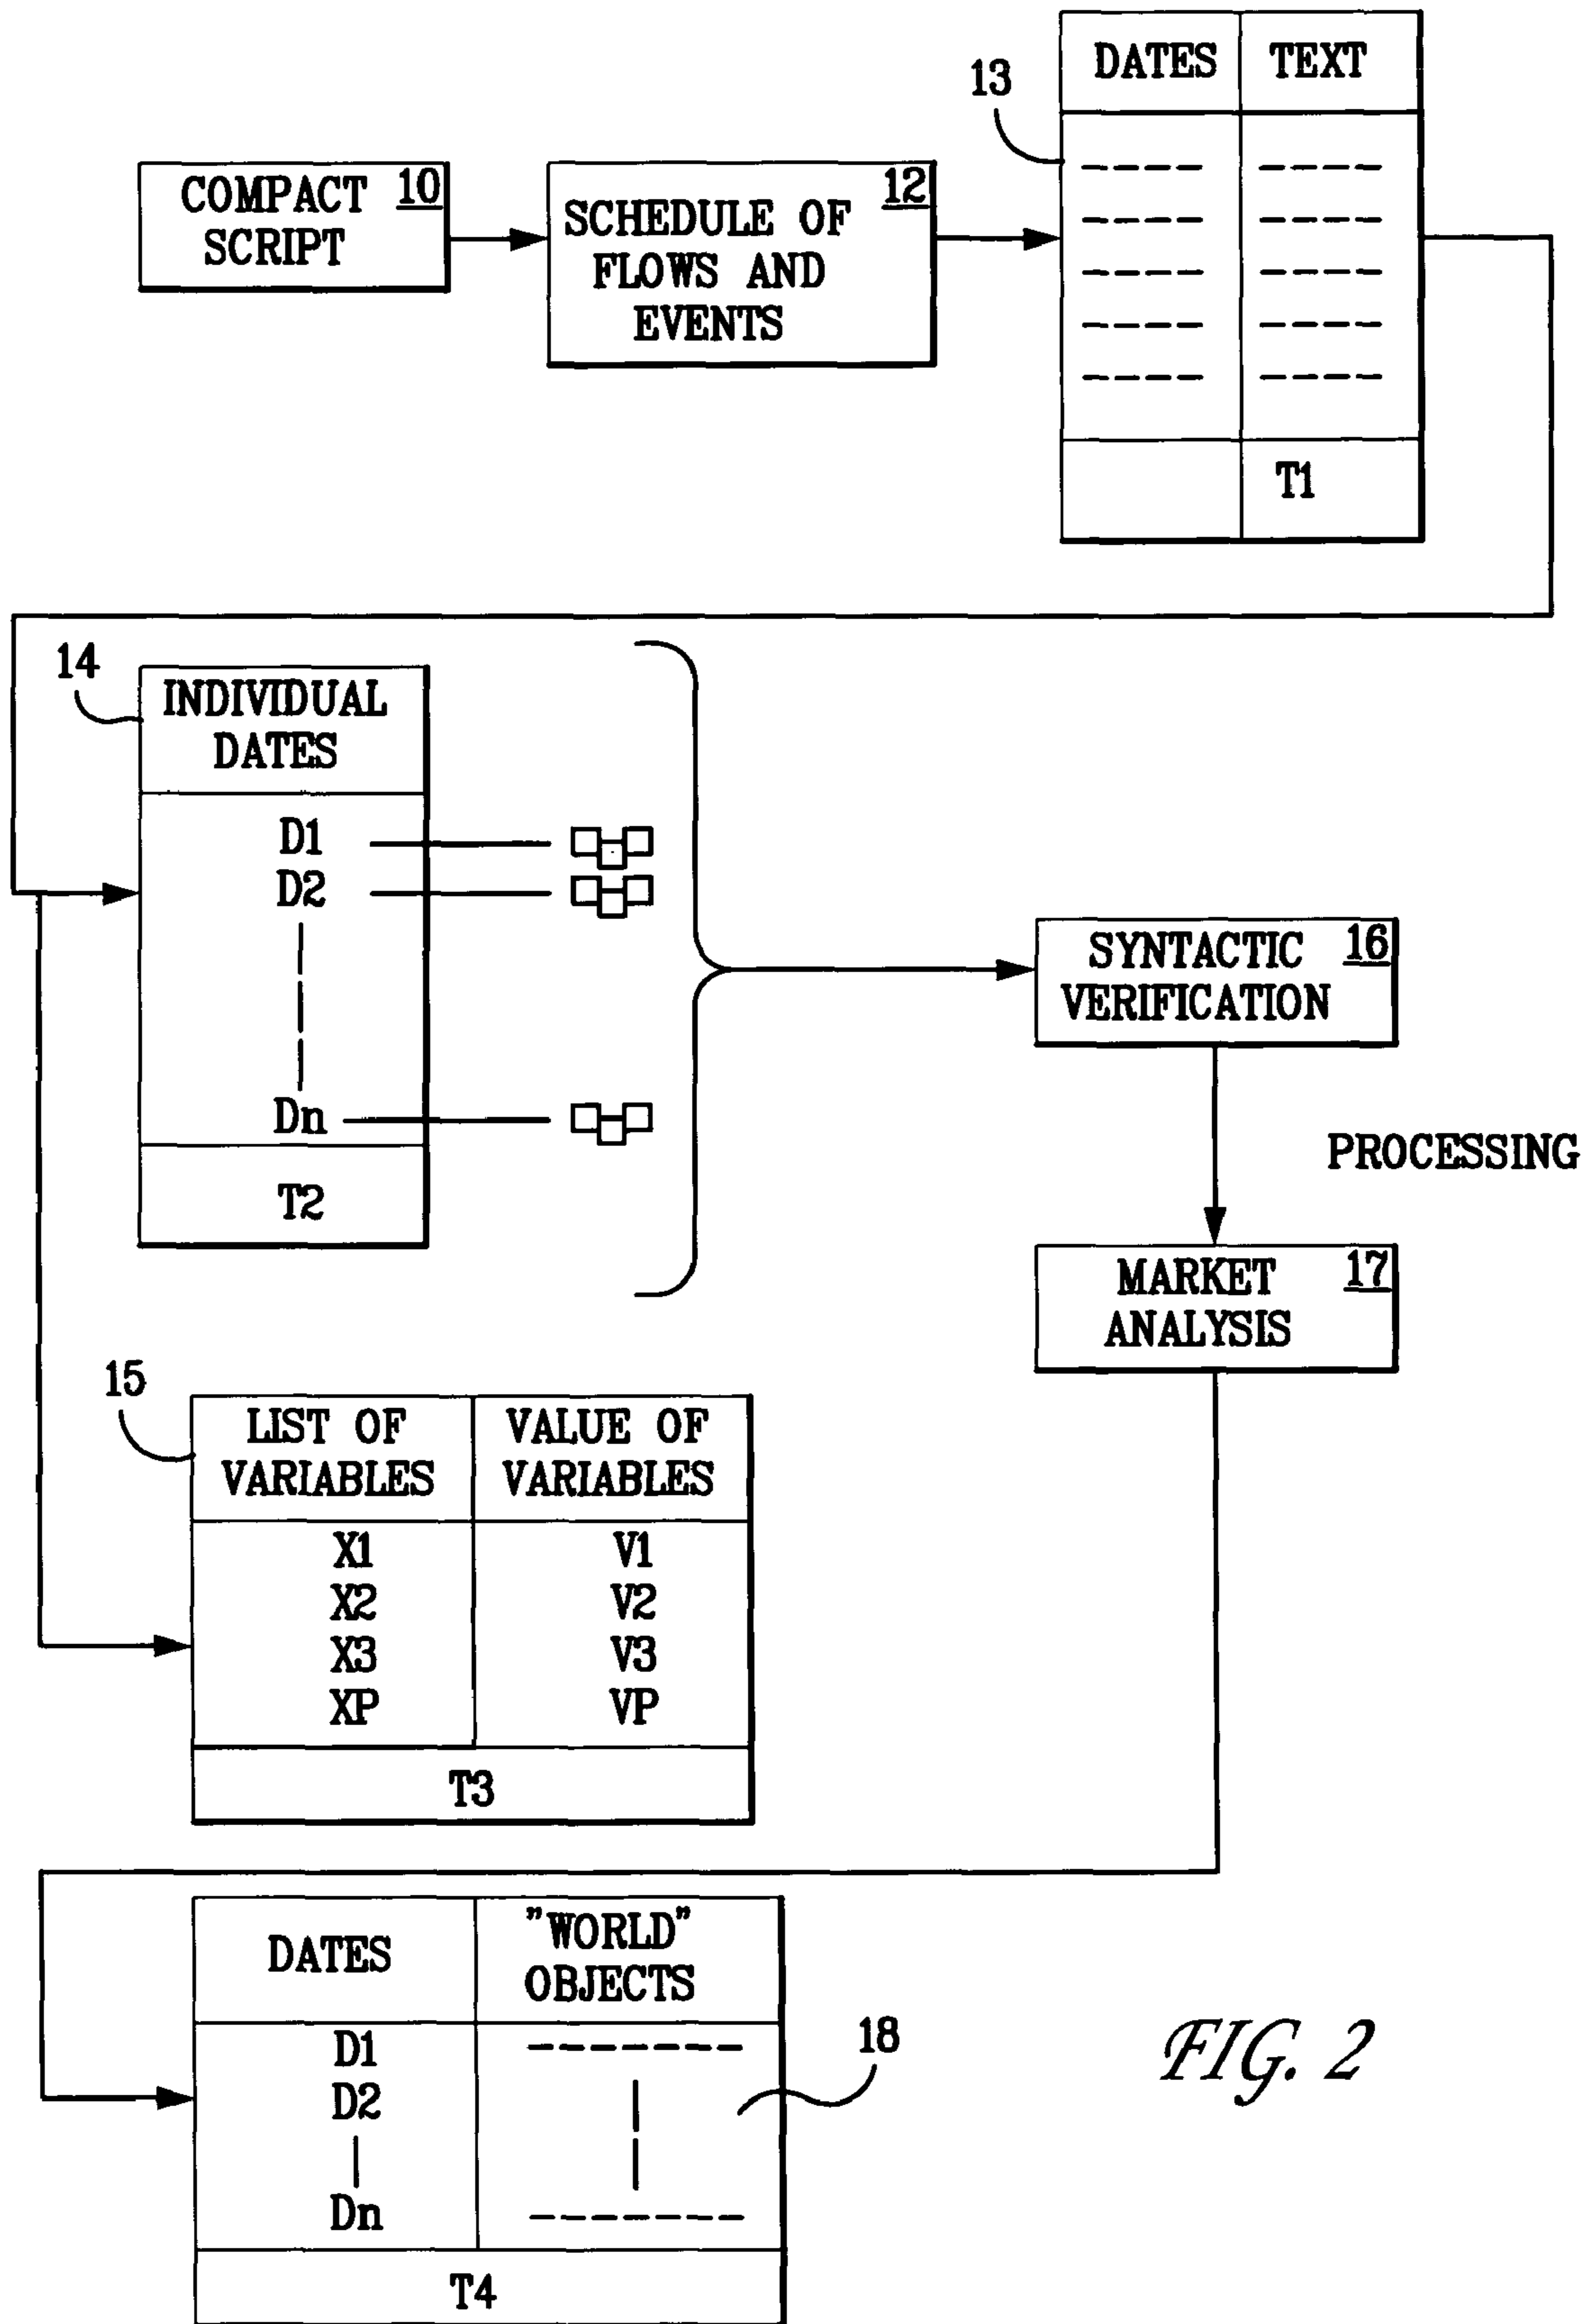 COMPACT 10
SCRIPT
SCHEDULE OF 12
FLOWS AND
EVENTS
13
DATES TEXT
T1
14
INDIVIDUAL
DATES
D1
D2
Dn
T2
SYNTACTIC 16
VERIFICATION
PROCESSING
MARKET 17
ANALYSIS
15
LIST OF VALUE OF
VARIABLES VARIABLES
X1 V1
X2 V2
X3 V3
XP VP
T3
DATES
"WORLD"
OBJECTS
D1
D2
Dn
18
T4
FIG. 2